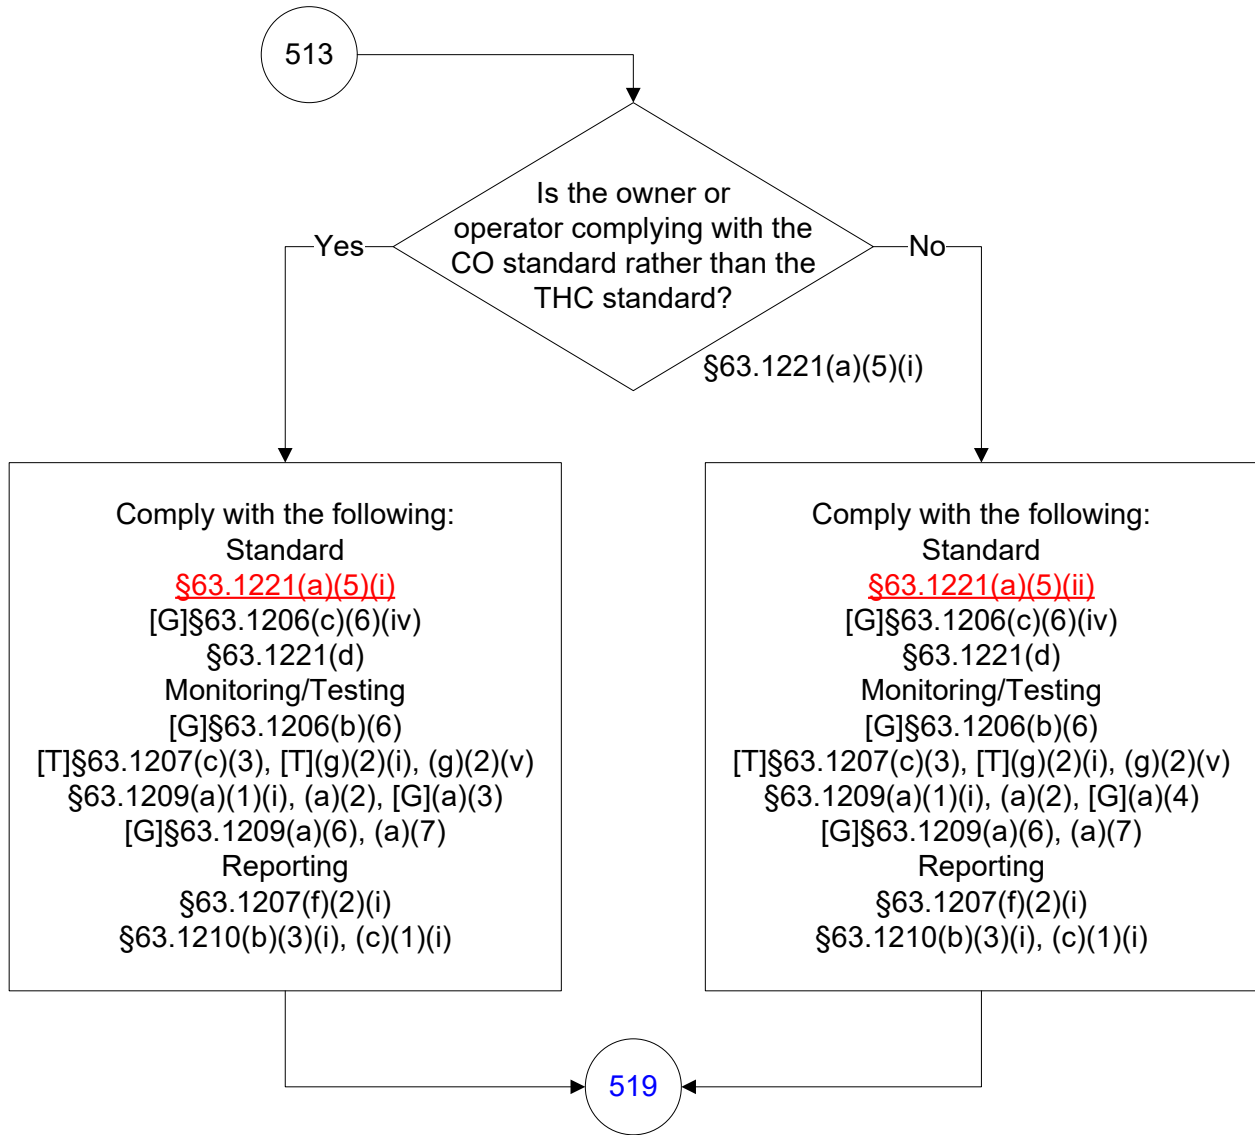 513
Is the owner or
operator complying with the
CO standard rather than the
THC standard?
Yes
No
§63.1221(a)(5)(i)
Comply with the following:
Standard
§63.1221(a)(5)(i)
[G]§63.1206(c)(6)(iv)
§63.1221(d)
Monitoring/Testing
[G]§63.1206(b)(6)
[T]§63.1207(c)(3), [T](g)(2)(i), (g)(2)(v)
§63.1209(a)(1)(i), (a)(2), [G](a)(3)
[G]§63.1209(a)(6), (a)(7)
Reporting
§63.1207(f)(2)(i)
§63.1210(b)(3)(i), (c)(1)(i)
Comply with the following:
Standard
§63.1221(a)(5)(ii)
[G]§63.1206(c)(6)(iv)
§63.1221(d)
Monitoring/Testing
[G]§63.1206(b)(6)
[T]§63.1207(c)(3), [T](g)(2)(i), (g)(2)(v)
§63.1209(a)(1)(i), (a)(2), [G](a)(4)
[G]§63.1209(a)(6), (a)(7)
Reporting
§63.1207(f)(2)(i)
§63.1210(b)(3)(i), (c)(1)(i)
519